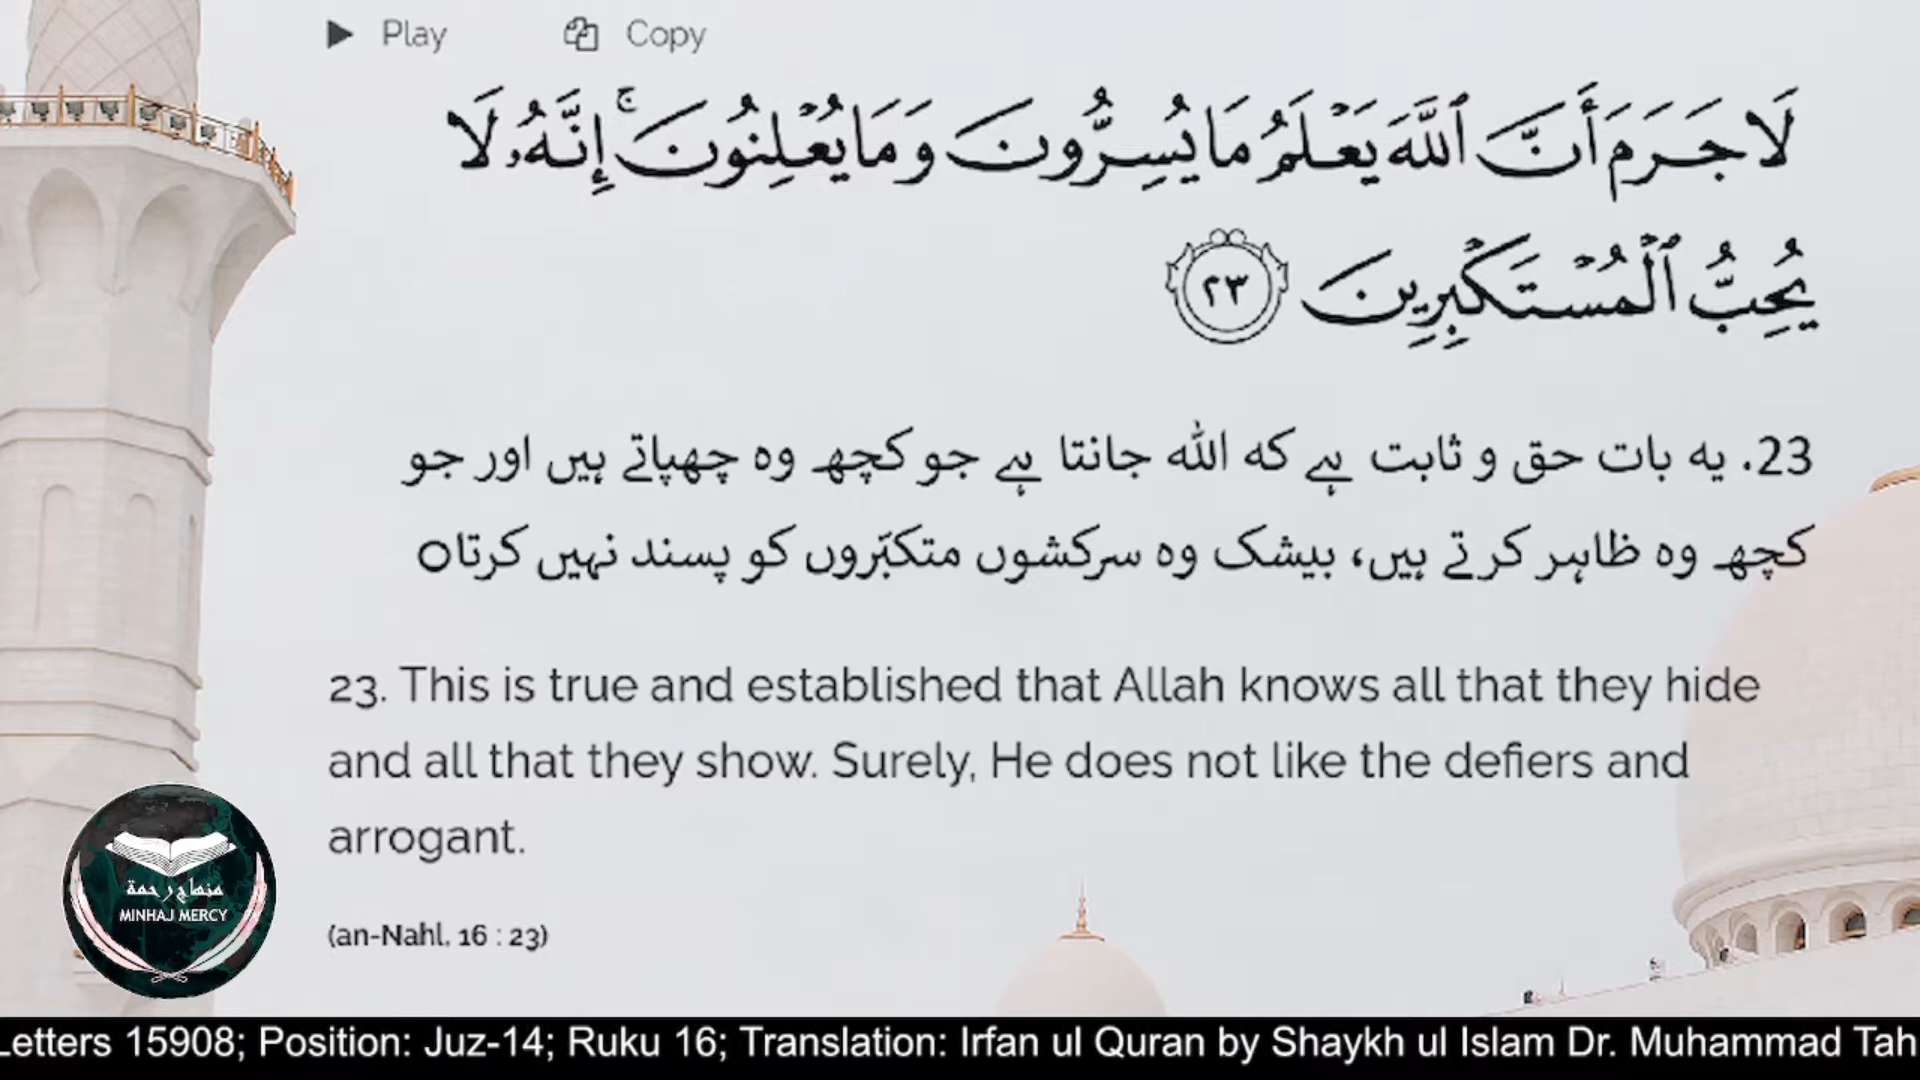 Play
Copy
لَا جَرَمَ أَنَّ ٱللَّهَ يَعْلَمُ مَا يُسِرُّونَ وَمَا يُعْلِنُونَ ۚ إِنَّهُۥ لَا
يُحِبُّ ٱلْمُسْتَكْبِرِينَ ٢٣
23. یہ بات حق و ثابت ہے کہ اللہ جانتا ہے جو کچھ وہ چھپاتے ہیں اور جو
کچھ وہ ظاہر کرتے ہیں، بیشک وہ سرکشوں متکبّروں کو پسند نہیں کرتاo
23. This is true and established that Allah knows all that they hide
and all that they show. Surely, He does not like the defiers and
arrogant.
(an-Nahl, 16 : 23)
منهاج رحمة
MINHAJ MERCY
Letters 15908; Position: Juz-14; Ruku 16; Translation: Irfan ul Quran by Shaykh ul Islam Dr. Muhammad Tah